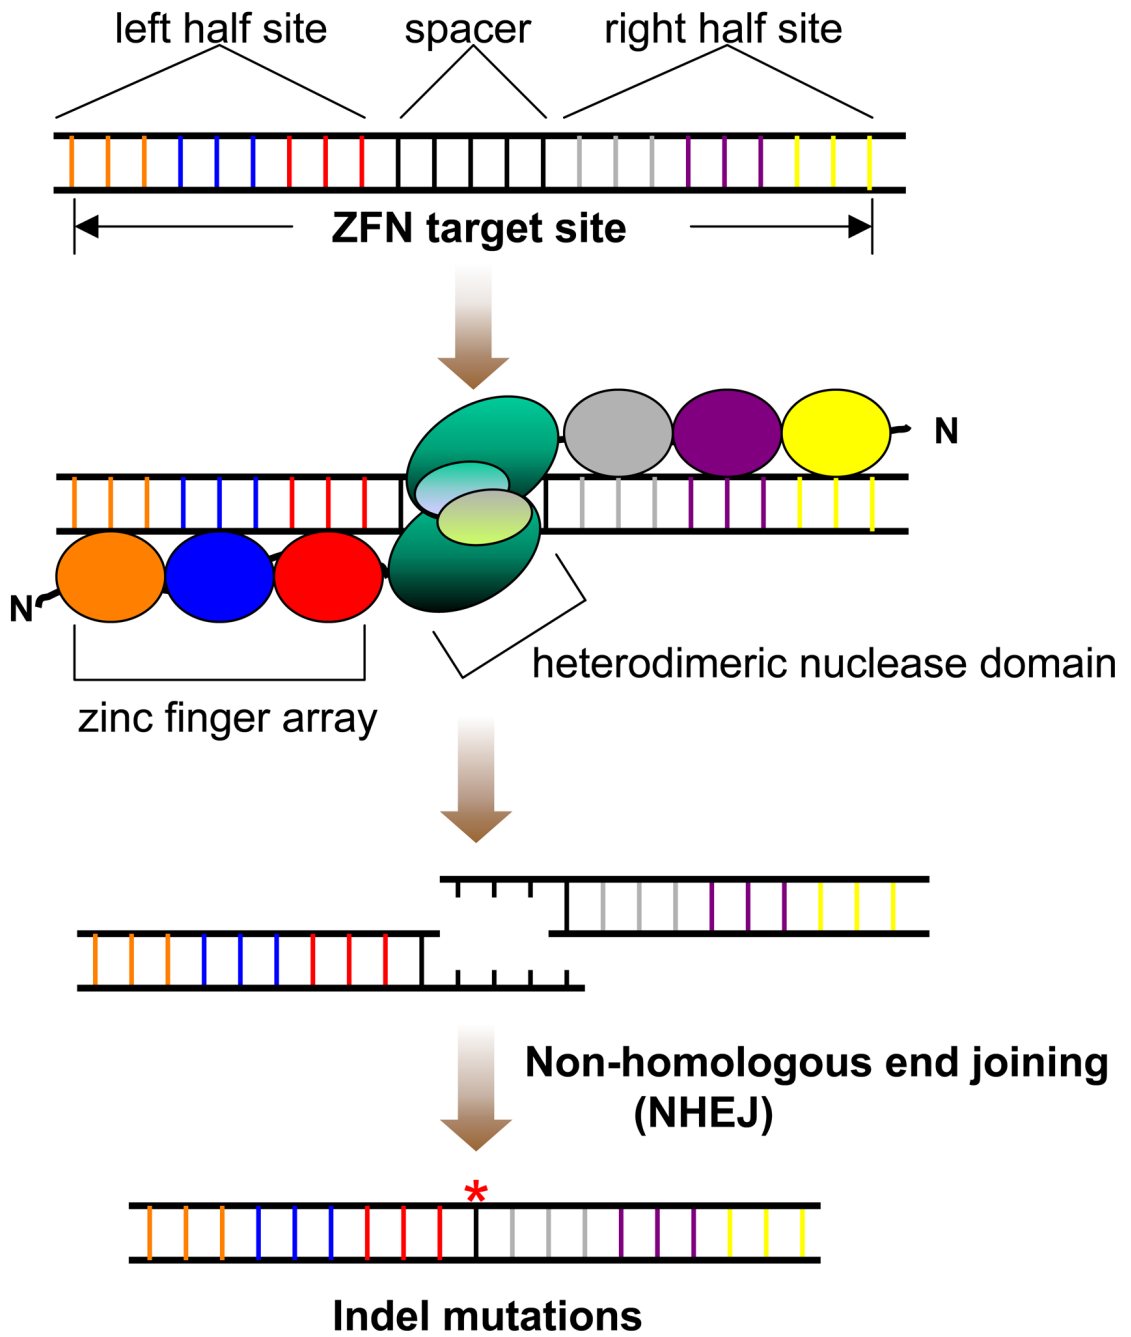 left half site
spacer
right half site
ZFN target site
N
N
heterodimeric nuclease domain
zinc finger array
Non-homologous end joining
(NHEJ)
*
Indel mutations